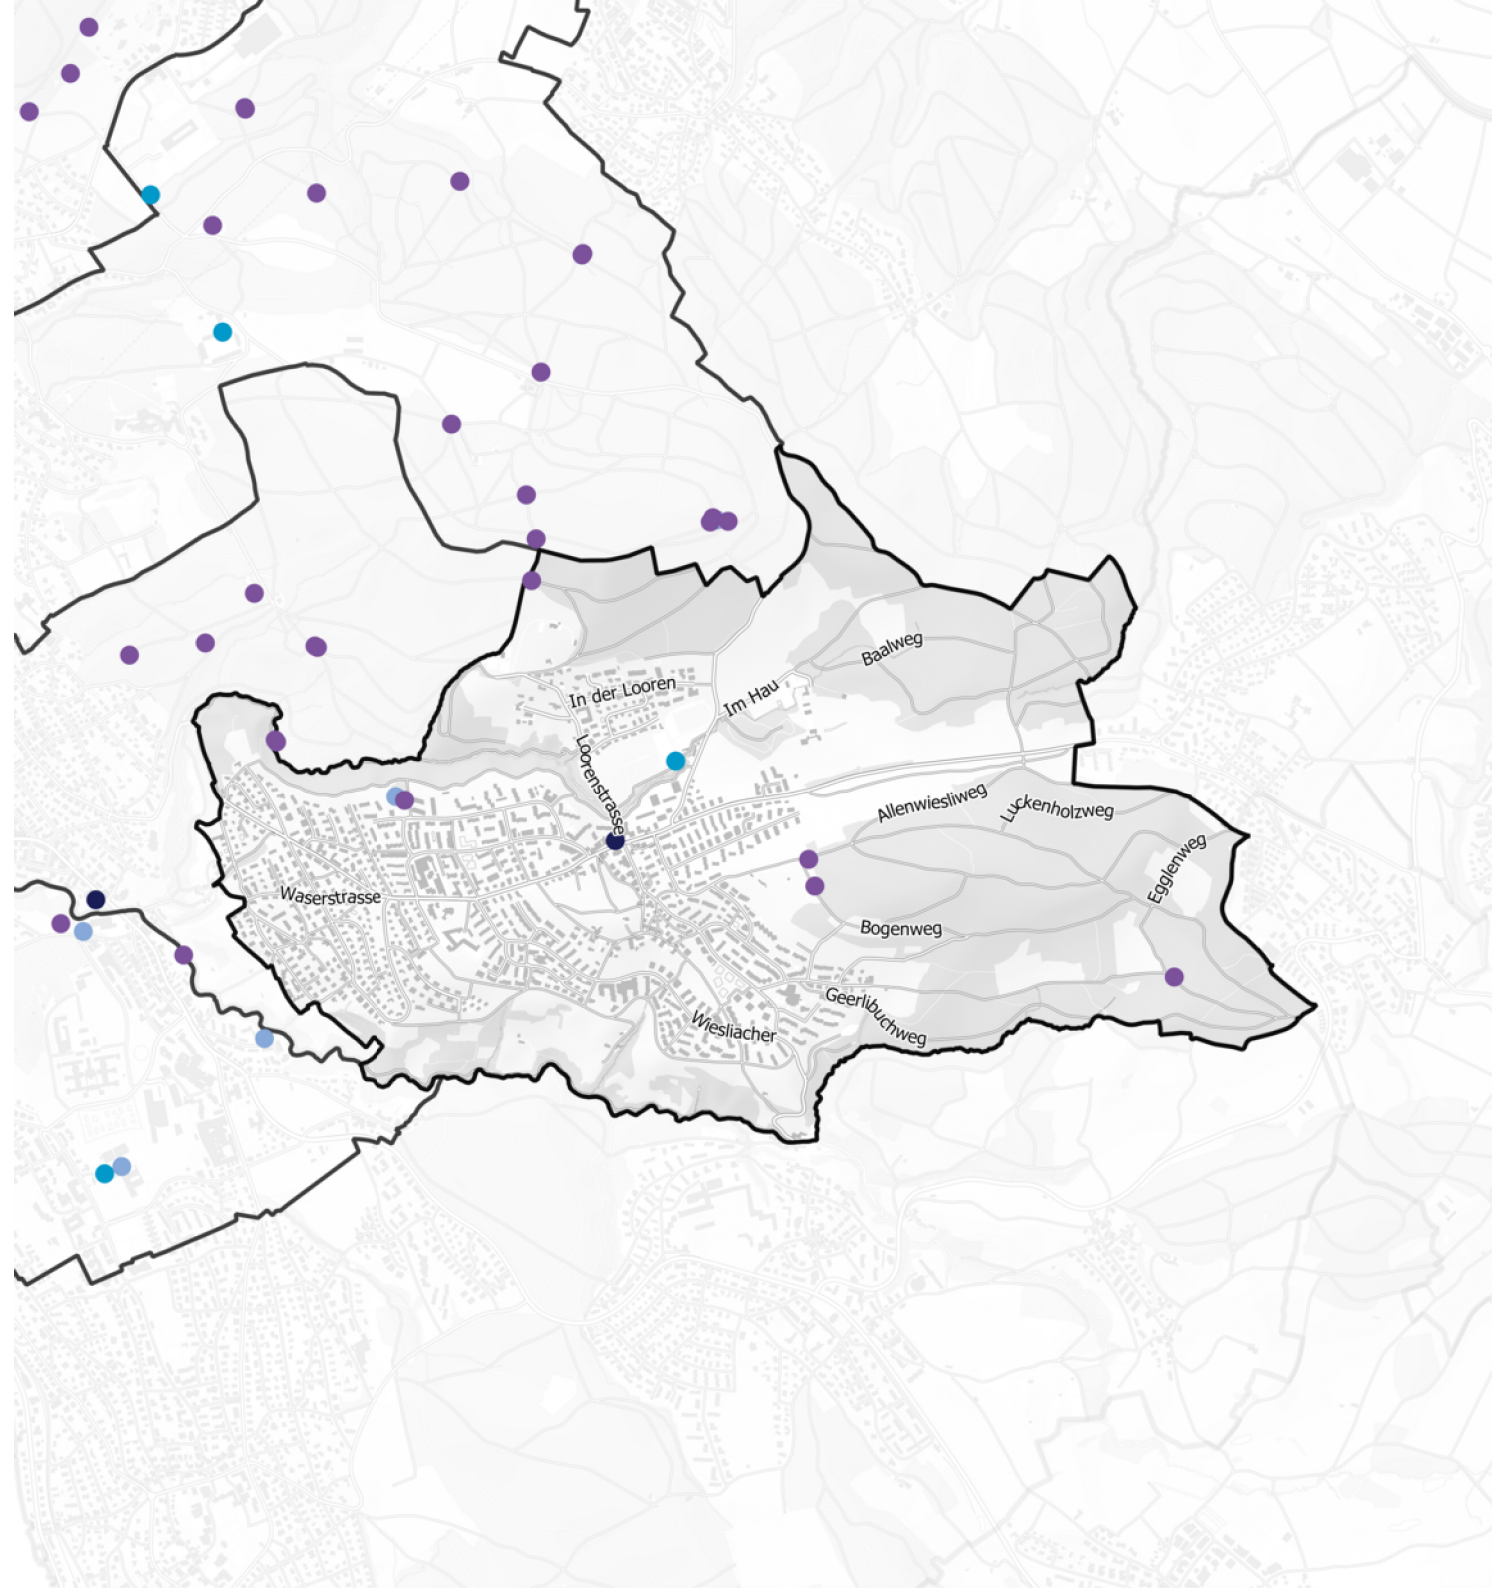 Baalweg
In der Looren
Im Hau
Loorenstrasse
Allenwiesliweg
Luckenholzweg
Egglenweg
Waserstrasse
Bogenweg
Geerlibuchweg
Wiesliacher